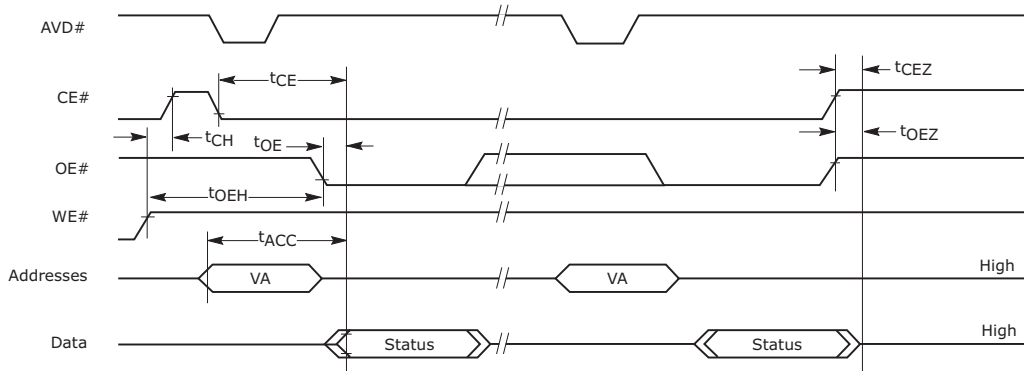 AVD#
tCEZ
tCE
CE#
tCH
tOE
tOEZ
OE#
tOEH
WE#
tACC
Addresses
VA
VA
High
Data
Status
Status
High